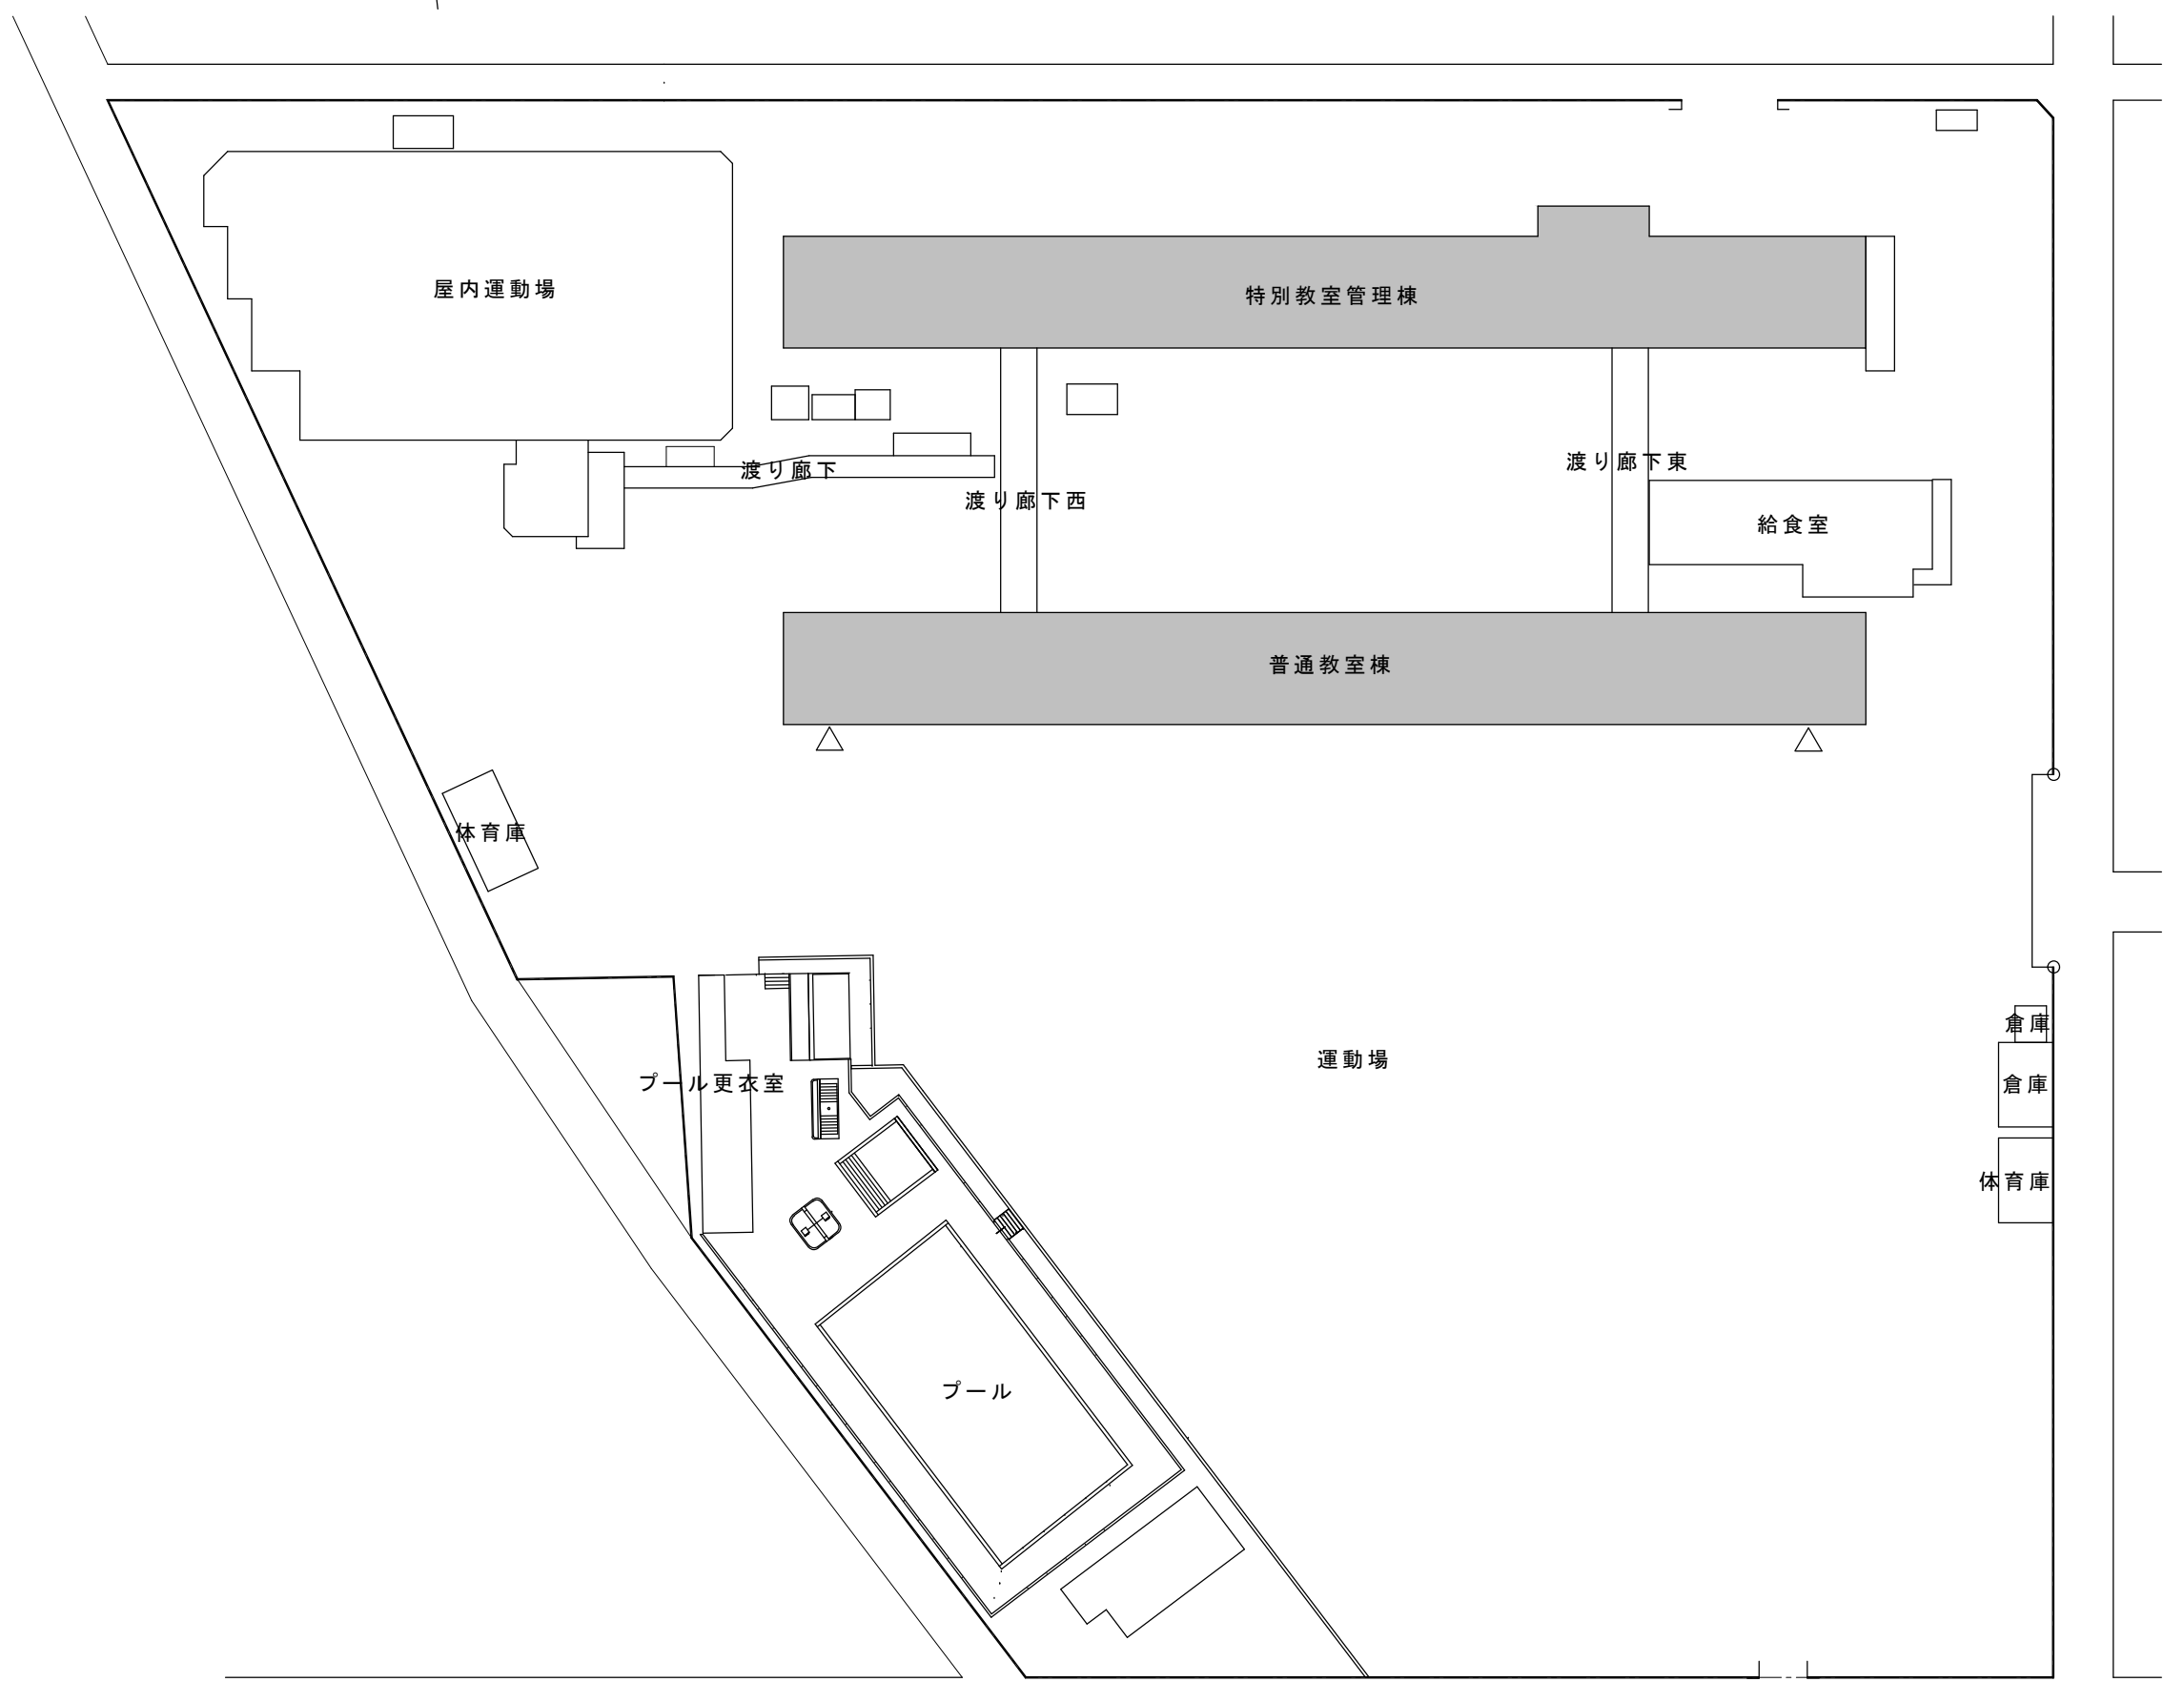 屋内運動場
特別教室管理棟
渡り廊下
渡り廊下東
渡り廊下西
給食室
普通教室棟
体育庫
倉庫
運動場
プール更衣室
倉庫
体育庫
プール